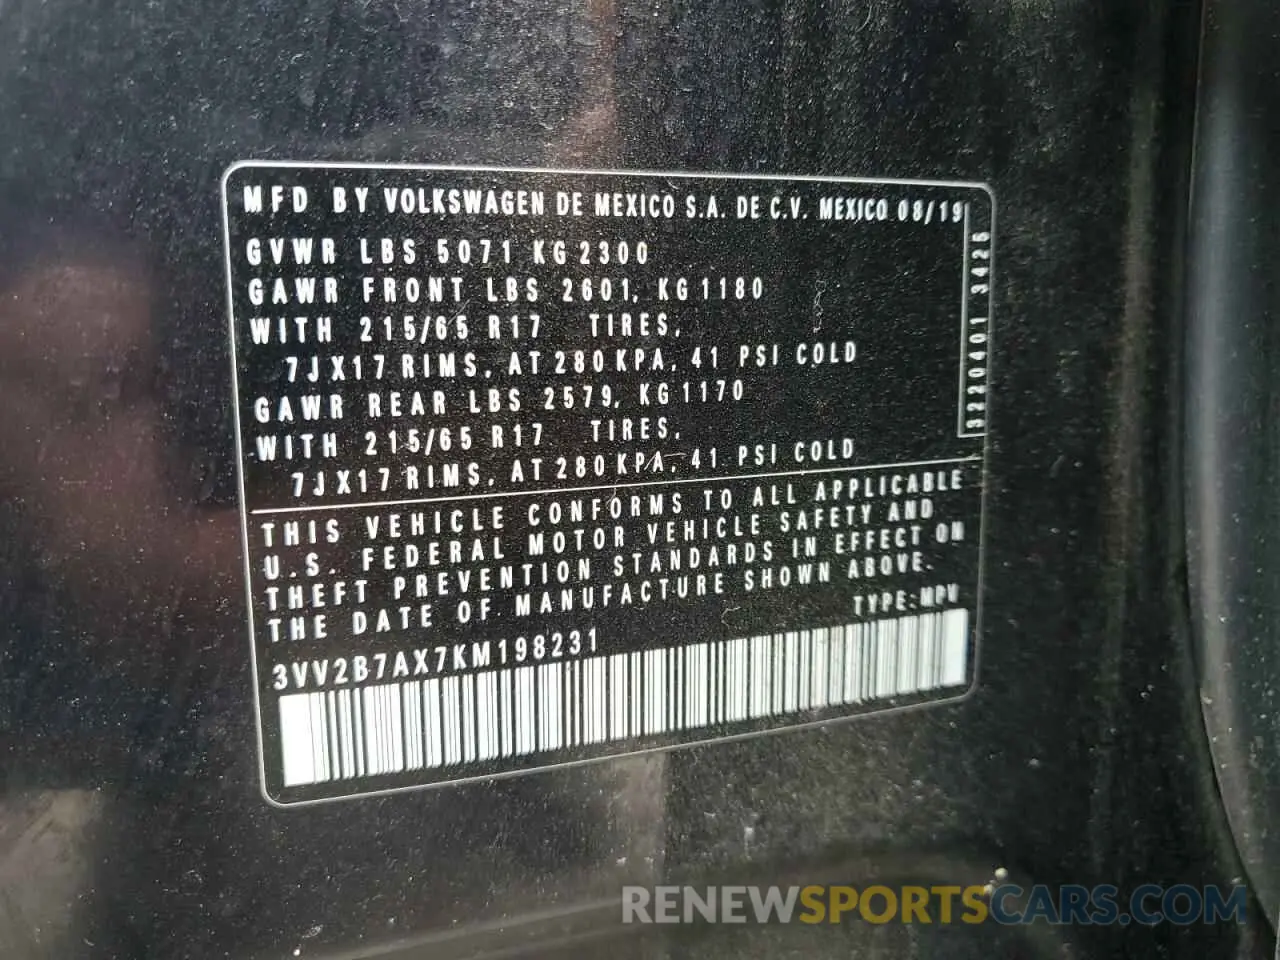 MFD BY VOLKSWAGEN DE MEXICO S.A. DE C.V. MEXICO 08/19
GVWR LBS 5071 KG 2300
GAWR FRONT LBS 2601, KG 1180
WITH 215/65 R17 TIRES,
7JX17 RIMS, AT 280 KPA, 41 PSI COLD
GAWR REAR LBS 2579, KG 1170
WITH 215/65 R17 TIRES,
7JX17 RIMS, AT 280 KPA, 41 PSI COLD
3220401 3425
THIS VEHICLE CONFORMS TO ALL APPLICABLE
U.S. FEDERAL MOTOR VEHICLE SAFETY AND
THEFT PREVENTION STANDARDS IN EFFECT ON
THE DATE OF MANUFACTURE SHOWN ABOVE.
TYPE: MPV
3VV2B7AX7KM198231
RENEWSPORTSCARS.COM